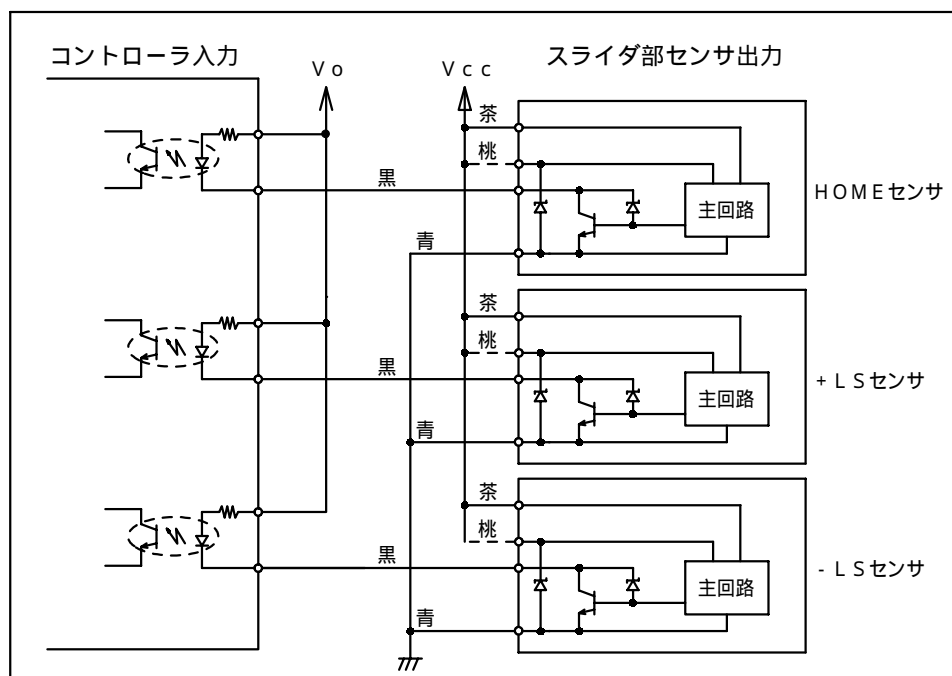 コントローラ入力
Vo
Vcc
スライダ部センサ出力
茶
桃
黒
主回路
HOMEセンサ
青
茶
桃
黒
主回路
+LSセンサ
青
茶
桃
黒
主回路
-LSセンサ
青